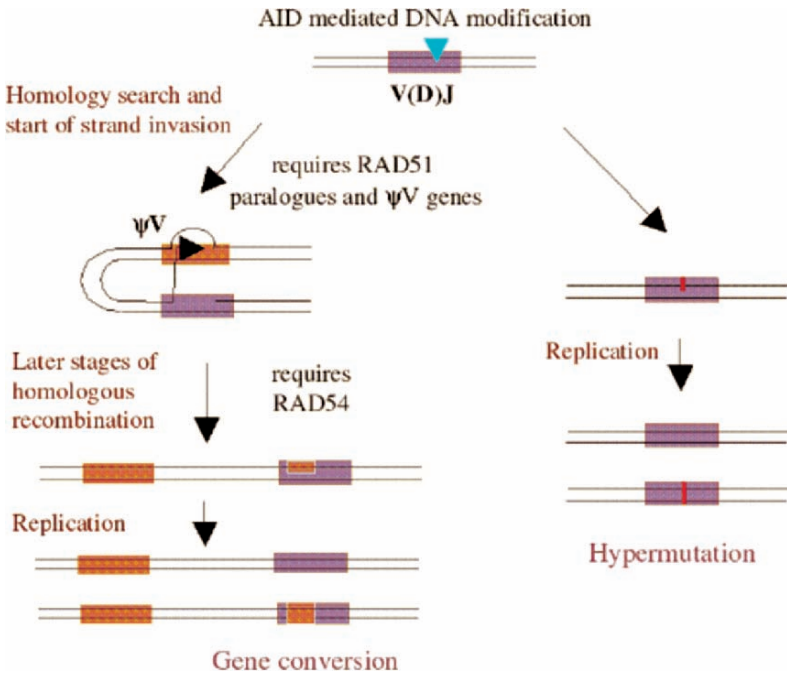 AID mediated DNA modification
V(D)J
Homology search and
start of strand invasion
requires RAD51
paralogues and ψV genes
ψV
Later stages of
homologous
recombination
requires
RAD54
Replication
Gene conversion
Replication
Hypermutation